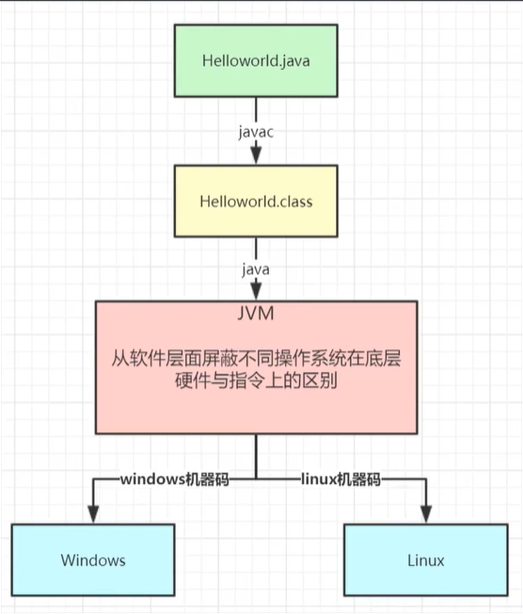 Helloworld.java
javac
Helloworld.class
java
JVM
从软件层面屏蔽不同操作系统在底层
硬件与指令上的区别
windows机器码
linux机器码
Windows
Linux